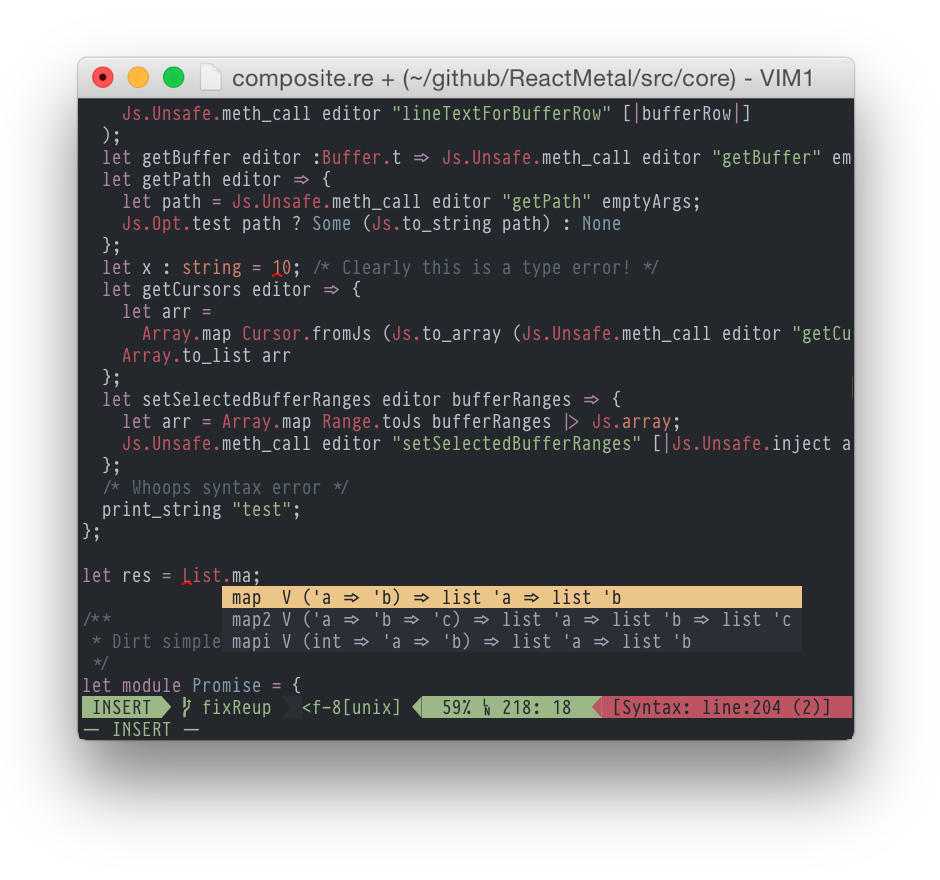 composite.re + (~/github/ReactMetal/src/core) - VIM1
Js.Unsafe.meth_call editor "lineTextForBufferRow" [|bufferRow|]
);
let getBuffer editor :Buffer.t => Js.Unsafe.meth_call editor "getBuffer" em
let getPath editor => {
let path = Js.Unsafe.meth_call editor "getPath" emptyArgs;
Js.Opt.test path ? Some (Js.to_string path) : None
};
let x : string = 10; /* Clearly this is a type error! */
let getCursors editor => {
let arr =
Array.map Cursor.fromJs (Js.to_array (Js.Unsafe.meth_call editor "getCu
Array.to_list arr
};
let setSelectedBufferRanges editor bufferRanges => {
let arr = Array.map Range.toJs bufferRanges |> Js.array;
Js.Unsafe.meth_call editor "setSelectedBufferRanges" [|Js.Unsafe.inject a
};
/* Whoops syntax error */
print_string "test";
};
let res = List.ma;
map V ('a => 'b) => list 'a => list 'b
/** map2 V ('a => 'b => 'c) => list 'a => list 'b => list 'c
* Dirt simple mapi V (int => 'a => 'b) => list 'a => list 'b
*/
let module Promise = {
INSERT fixReup <f-8[unix] 59% 218: 18 [Syntax: line:204 (2)]
— INSERT —